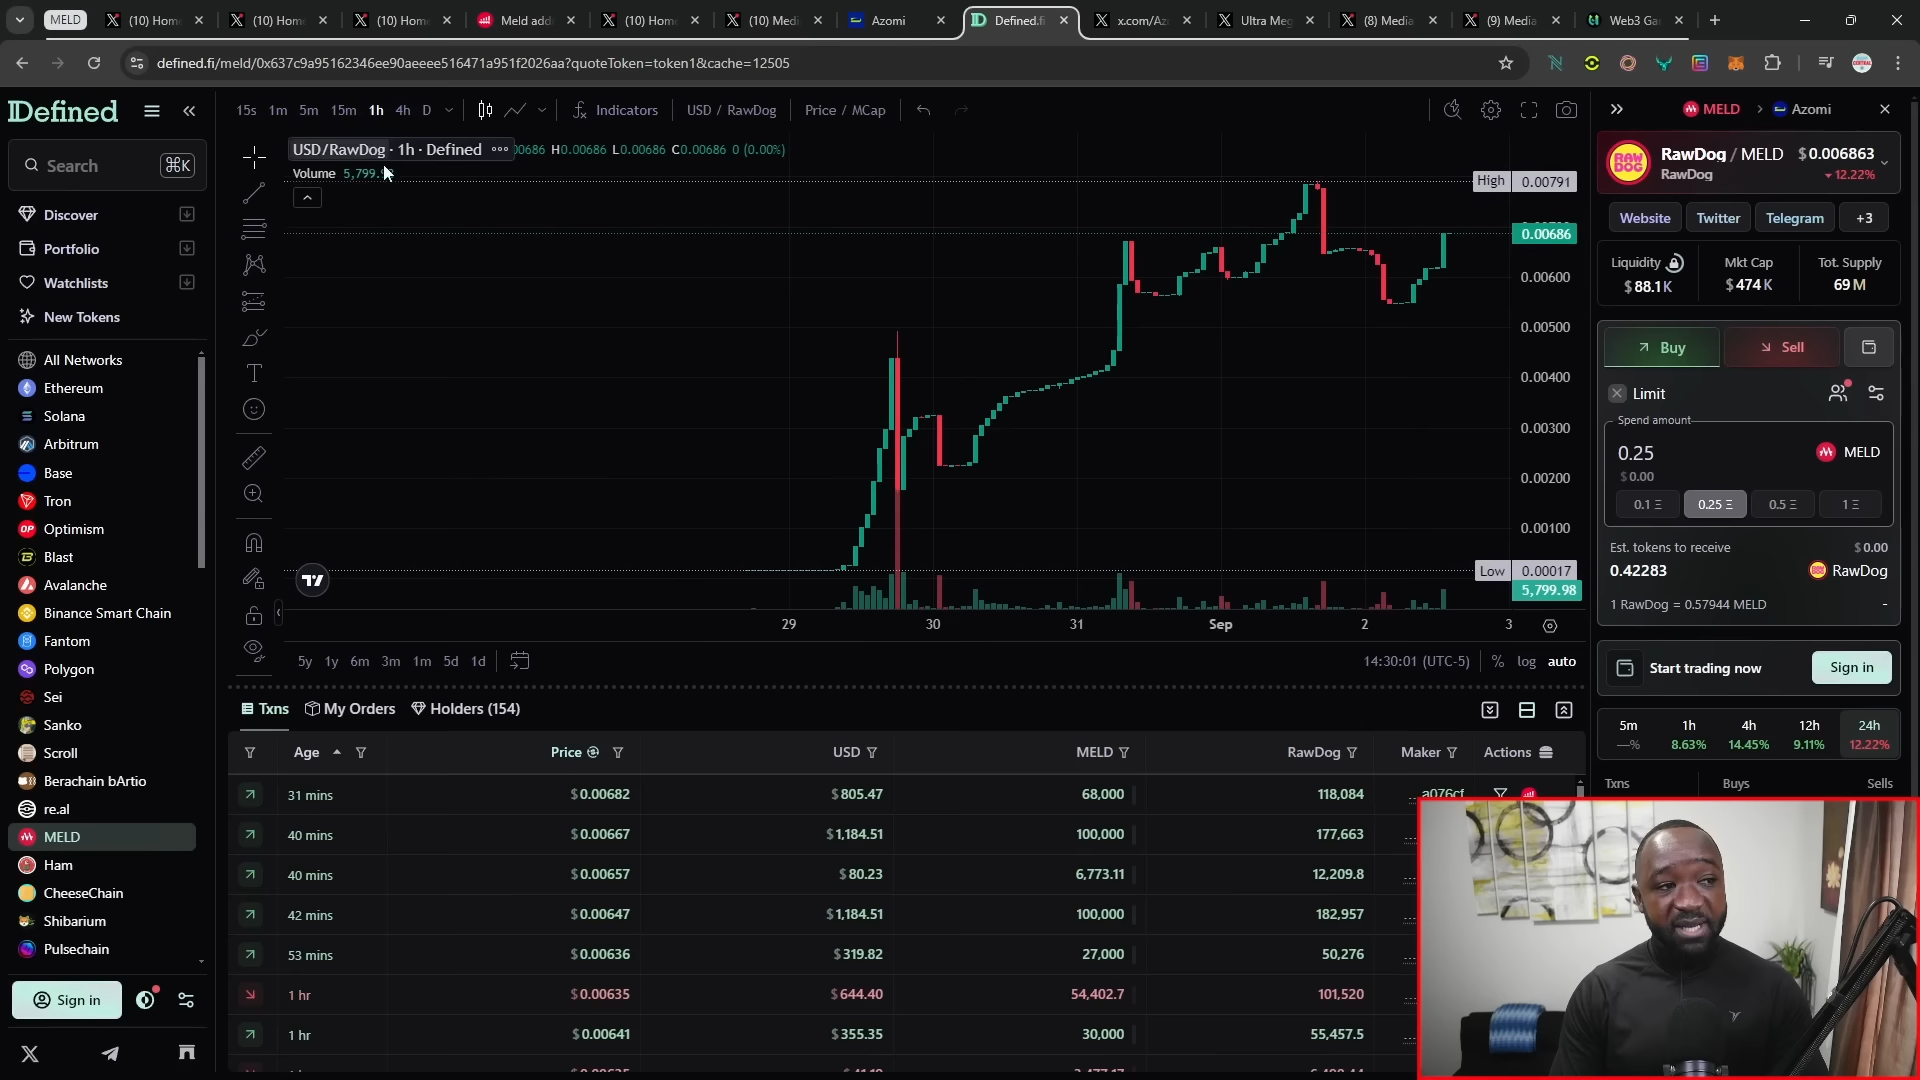 MELD
(10) Home
(10) Home
(10) Home
Meld add
(10) Home
(10) Medi
Azomi
Defined.fi
x.com/Az
Ultra Meg
(8) Media
(9) Media
Web3 Ga
defined.fi/meld/0x637c9a95162346ee90aeeee516471a951f2026aa?quoteToken=token1&cache=12505
Defined
Search
⌘K
Discover
Portfolio
Watchlists
New Tokens
All Networks
Ethereum
Solana
Arbitrum
Base
Tron
Optimism
Blast
Avalanche
Binance Smart Chain
Fantom
Polygon
Sei
Sanko
Scroll
Berachain bArtio
re.al
MELD
Ham
CheeseChain
Shibarium
Pulsechain
Sign in
15s 1m 5m 15m 1h 4h D
Indicators
USD / RawDog
Price / MCap
USD/RawDog · 1h · Defined
00686 H0.00686 L0.00686 C0.00686 0 (0.00%)
Volume 5,799.
High 0.00791
0.00686
0.00600
0.00500
0.00400
0.00300
0.00200
0.00100
Low 0.00017
5,799.98
29 30 31 Sep 2 3
5y 1y 6m 3m 1m 5d 1d
14:30:01 (UTC-5) % log auto
Txns
My Orders
Holders (154)
Age Price USD MELD RawDog Maker Actions
31 mins $0.00682 $805.47 68,000 118,084 a076cf
40 mins $0.00667 $1,184.51 100,000 177,663
40 mins $0.00657 $80.23 6,773.11 12,209.8
42 mins $0.00647 $1,184.51 100,000 182,957
53 mins $0.00636 $319.82 27,000 50,276
1 hr $0.00635 $644.40 54,402.7 101,520
1 hr $0.00641 $355.35 30,000 55,457.5
MELD > Azomi
RAW DOG
RawDog / MELD $0.006863
RawDog 12.22%
Website Twitter Telegram +3
Liquidity Mkt Cap Tot. Supply
$88.1K $474K 69M
Buy
Sell
Limit
Spend amount
0.25 MELD
$0.00
0.1 Ξ 0.25 Ξ 0.5 Ξ 1 Ξ
Est. tokens to receive $0.00
0.42283 RawDog
1 RawDog = 0.57944 MELD -
Start trading now
Sign in
5m 1h 4h 12h 24h
—% 8.63% 14.45% 9.11% 12.22%
Txns Buys Sells